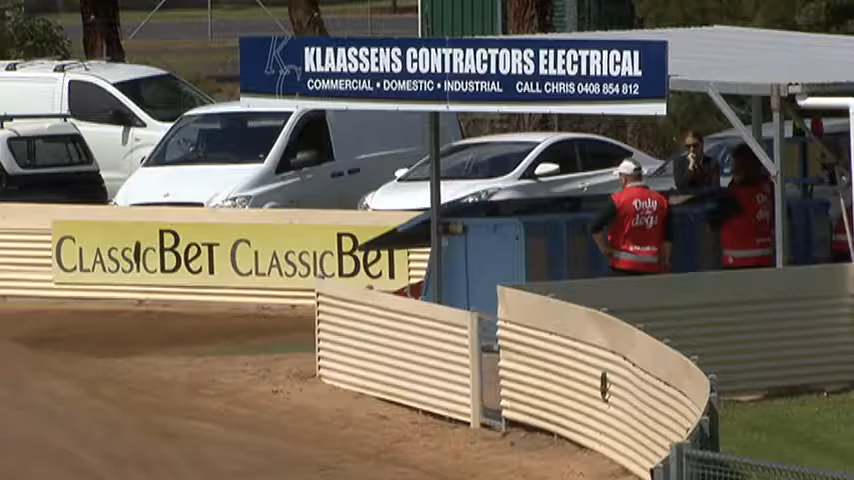 KLAASSENS CONTRACTORS ELECTRICAL
COMMERCIAL • DOMESTIC • INDUSTRIAL CALL CHRIS 0408 854 812
CLASSICBET CLASSICBET
Only
dogs